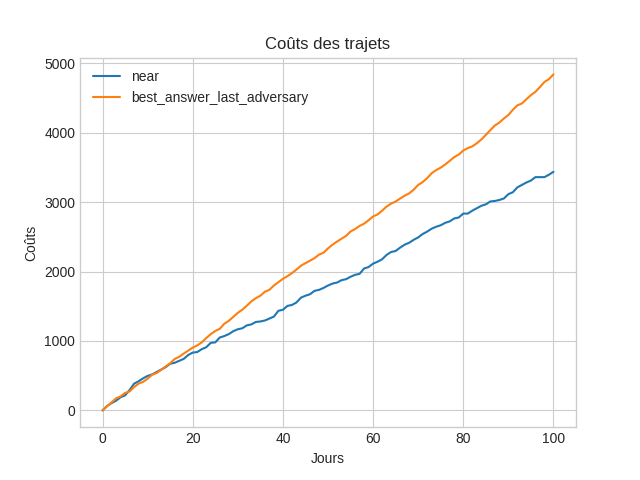 Coûts des trajets
near
best_answer_last_adversary
5000
4000
3000
2000
1000
0
Coûts
0 20 40 60 80 100
Jours